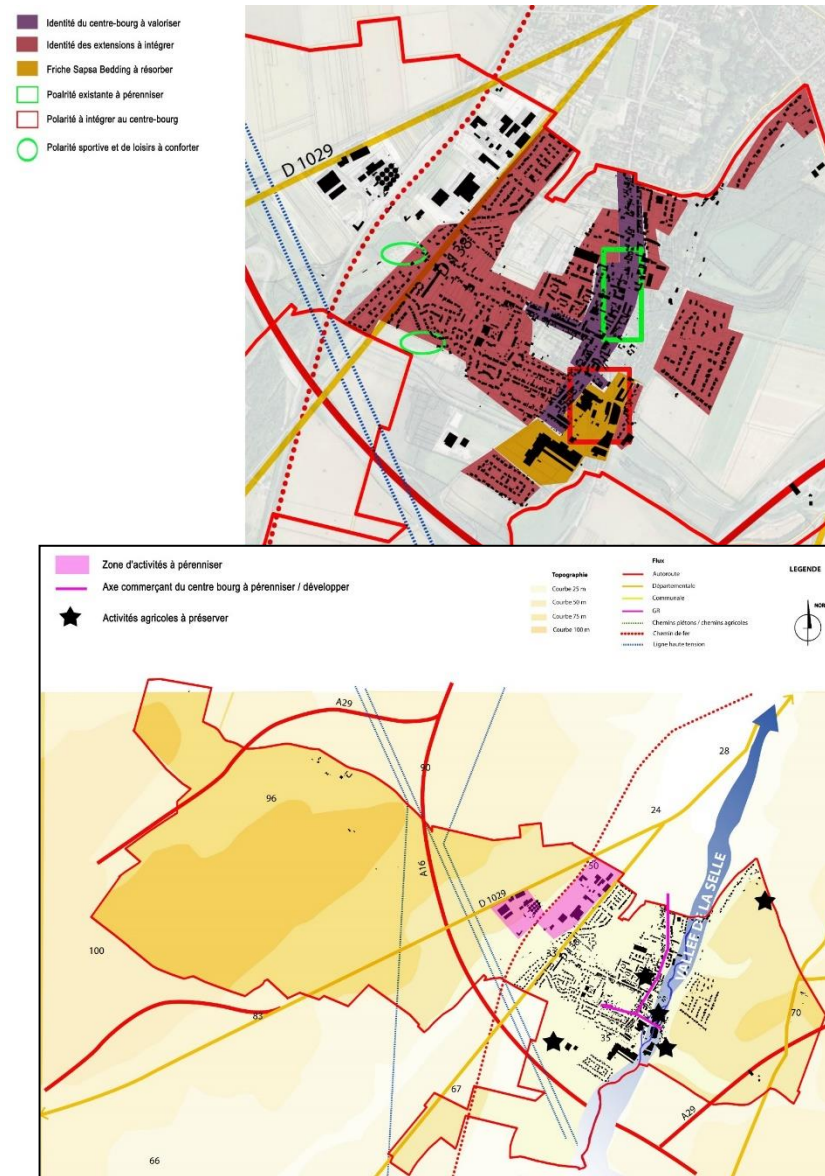 Identité du centre-bourg à valoriser
Identité des extensions à intégrer
Friche Sapsa Bedding à résorber
Poalrité existante à pérenniser
Polarité à intégrer au centre-bourg
Polarité sportive et de loisirs à conforter
D 1029
D 138
Zone d'activités à pérenniser
Axe commerçant du centre bourg à pérenniser / développer
Activités agricoles à préserver
Topographie
Courbe 25 m
Courbe 50 m
Courbe 75 m
Courbe 100 m
Flux
Autoroute
Départementale
Communale
GR
Chemins piétons / chemins agricoles
Chemin de fer
Ligne haute tension
LEGENDE
A29
28
90
96
24
A16
50
D 1029
VALLEE DE LA SELLE
100
83
35
70
67
A29
66